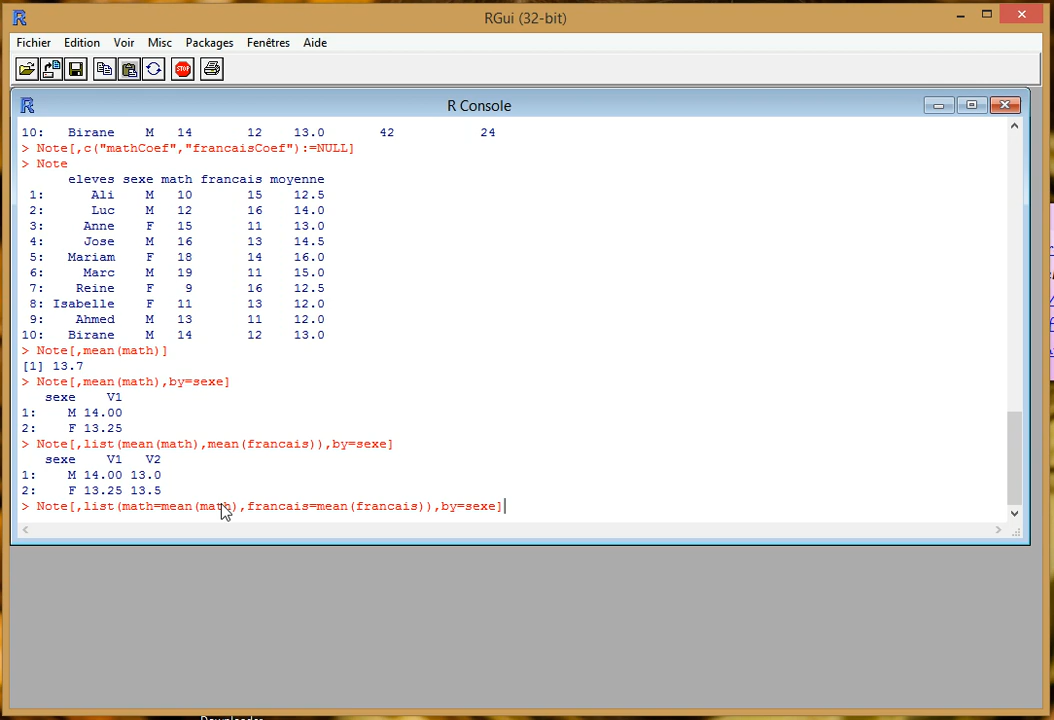 RGui (32-bit)
Fichier Edition Voir Misc Packages Fenêtres Aide
STOP
R Console
10: Birane M 14 12 13.0 42 24
> Note[,c("mathCoef","francaisCoef"):=NULL]
> Note
eleves sexe math francais moyenne
1: Ali M 10 15 12.5
2: Luc M 12 16 14.0
3: Anne F 15 11 13.0
4: Jose M 16 13 14.5
5: Mariam F 18 14 16.0
6: Marc M 19 11 15.0
7: Reine F 9 16 12.5
8: Isabelle F 11 13 12.0
9: Ahmed M 13 11 12.0
10: Birane M 14 12 13.0
> Note[,mean(math)]
[1] 13.7
> Note[,mean(math),by=sexe]
sexe V1
1: M 14.00
2: F 13.25
> Note[,list(mean(math),mean(francais)),by=sexe]
sexe V1 V2
1: M 14.00 13.0
2: F 13.25 13.5
> Note[,list(math=mean(math),francais=mean(francais)),by=sexe]